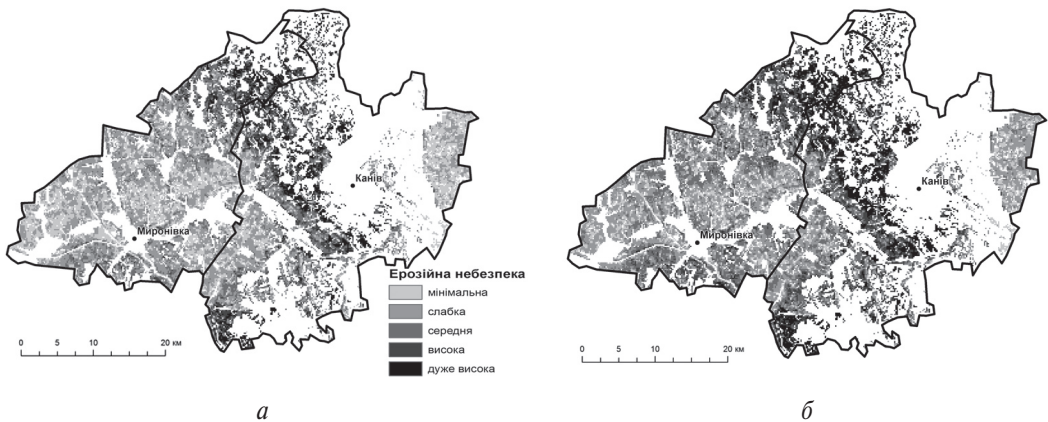 Канів
Миронівка
Ерозійна небезпека
мінімальна
слабка
середня
висока
дуже висока
0 5 10 20 км
а
Канів
Миронівка
0 5 10 20 км
б